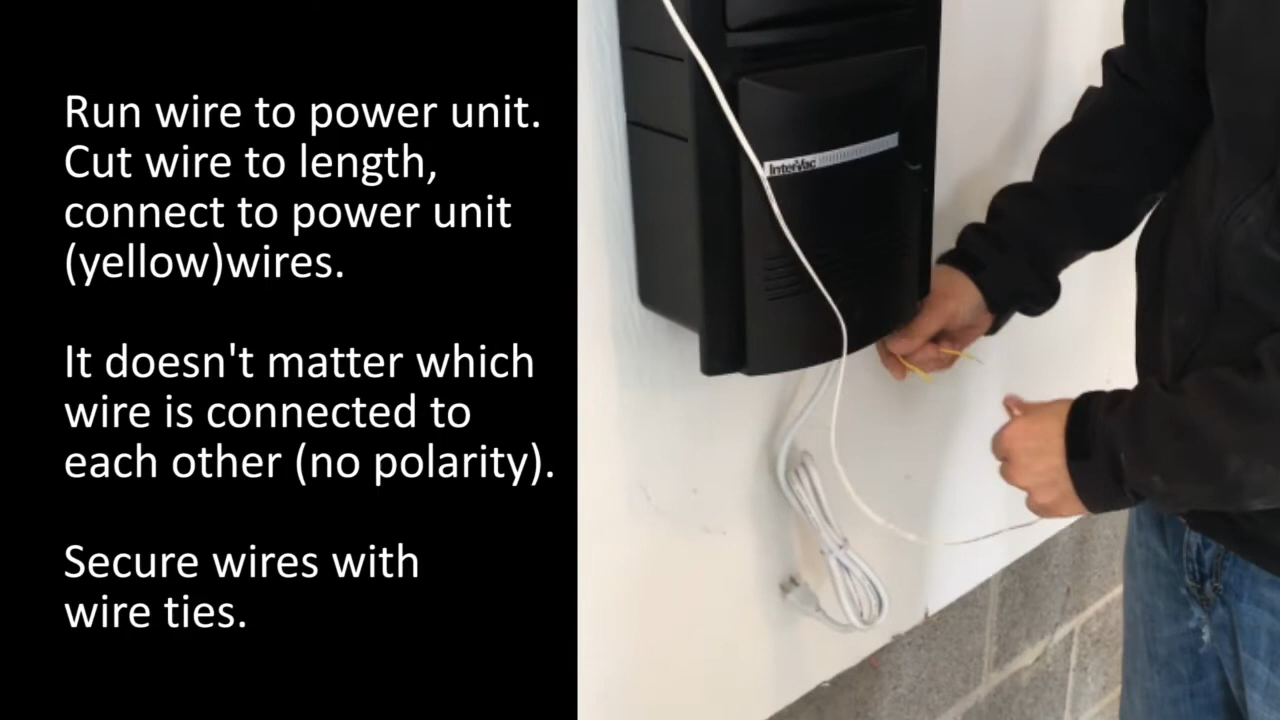 Run wire to power unit.
Cut wire to length,
connect to power unit
(yellow)wires.
It doesn't matter which
wire is connected to
each other (no polarity).
Secure wires with
wire ties.
InterVac